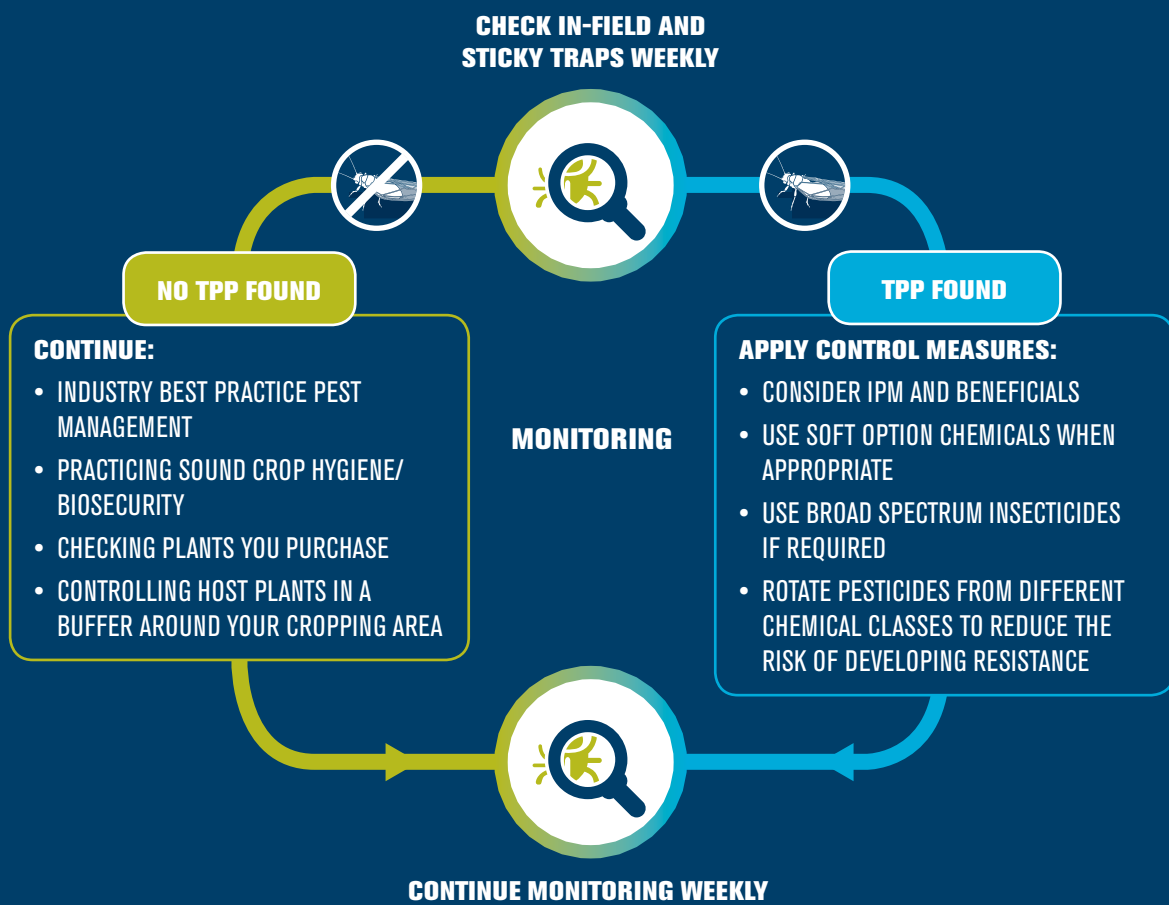 CHECK IN-FIELD AND
STICKY TRAPS WEEKLY
NO TPP FOUND
CONTINUE:
• INDUSTRY BEST PRACTICE PEST
MANAGEMENT
• PRACTICING SOUND CROP HYGIENE/
BIOSECURITY
• CHECKING PLANTS YOU PURCHASE
• CONTROLLING HOST PLANTS IN A
BUFFER AROUND YOUR CROPPING AREA
MONITORING
TPP FOUND
APPLY CONTROL MEASURES:
• CONSIDER IPM AND BENEFICIALS
• USE SOFT OPTION CHEMICALS WHEN
APPROPRIATE
• USE BROAD SPECTRUM INSECTICIDES
IF REQUIRED
• ROTATE PESTICIDES FROM DIFFERENT
CHEMICAL CLASSES TO REDUCE THE
RISK OF DEVELOPING RESISTANCE
CONTINUE MONITORING WEEKLY